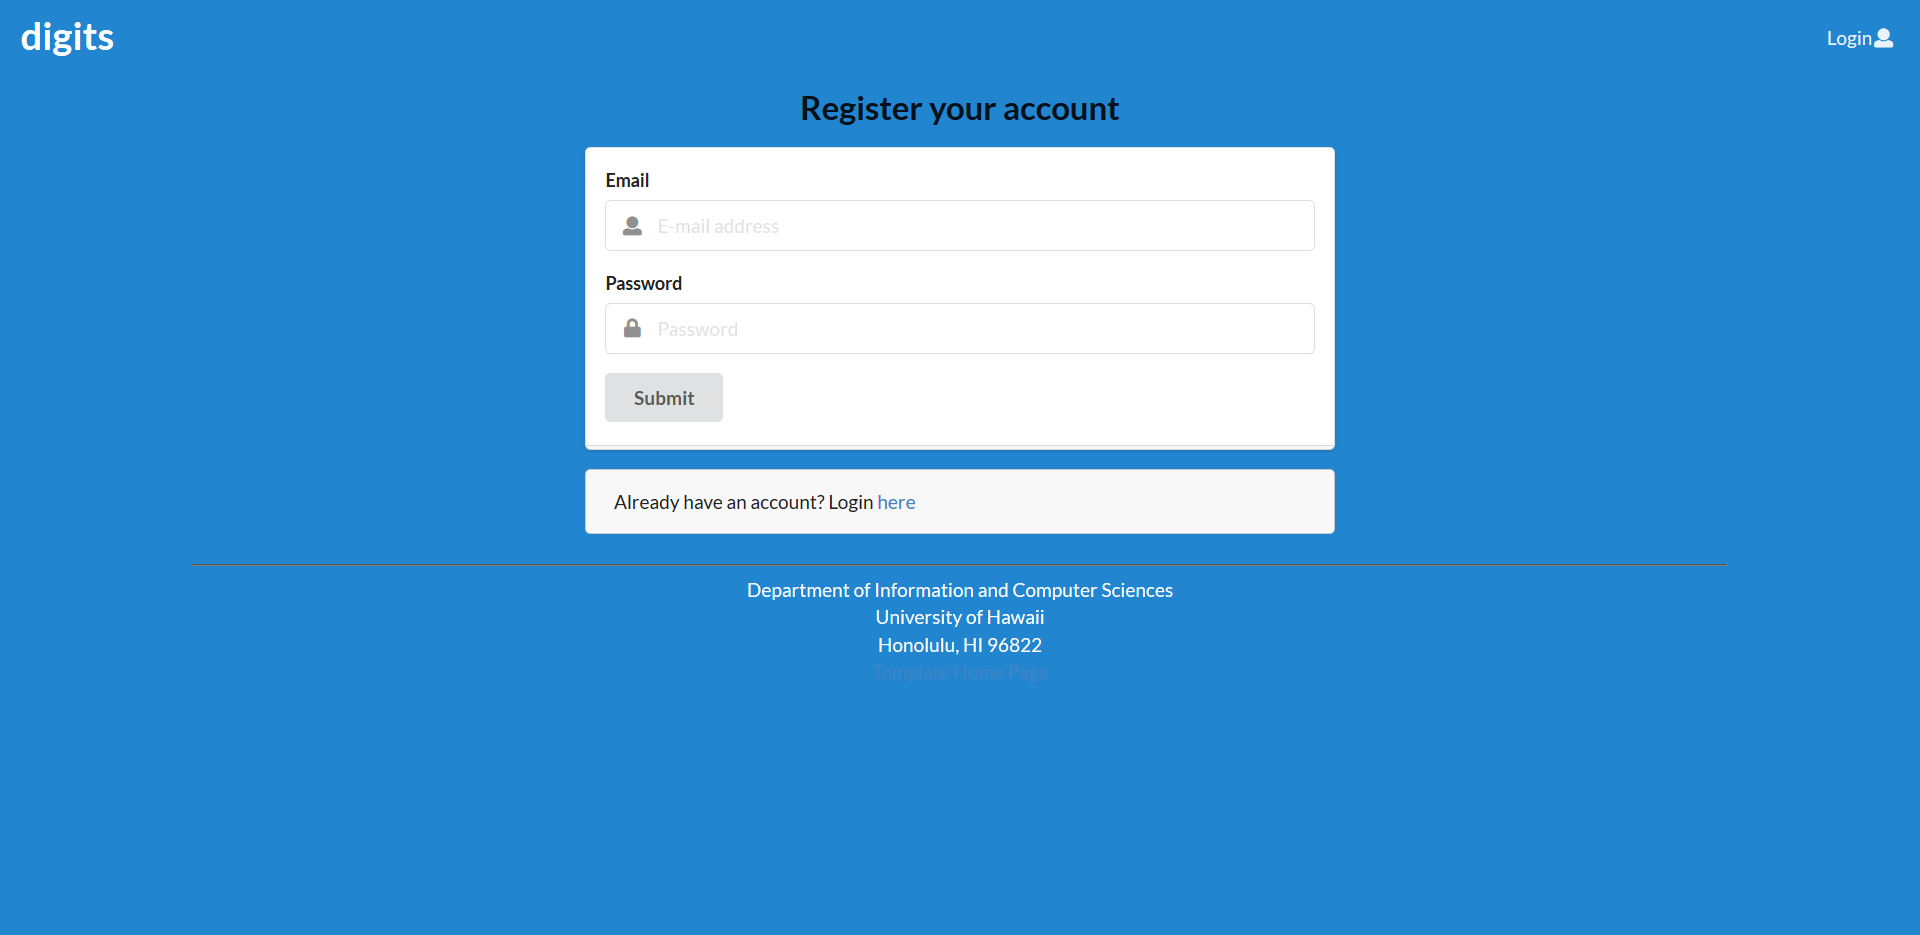 digits
Login
Register your account
Email
E-mail address
Password
Password
Submit
Already have an account? Login here
Department of Information and Computer Sciences
University of Hawaii
Honolulu, HI 96822
Template Home Page